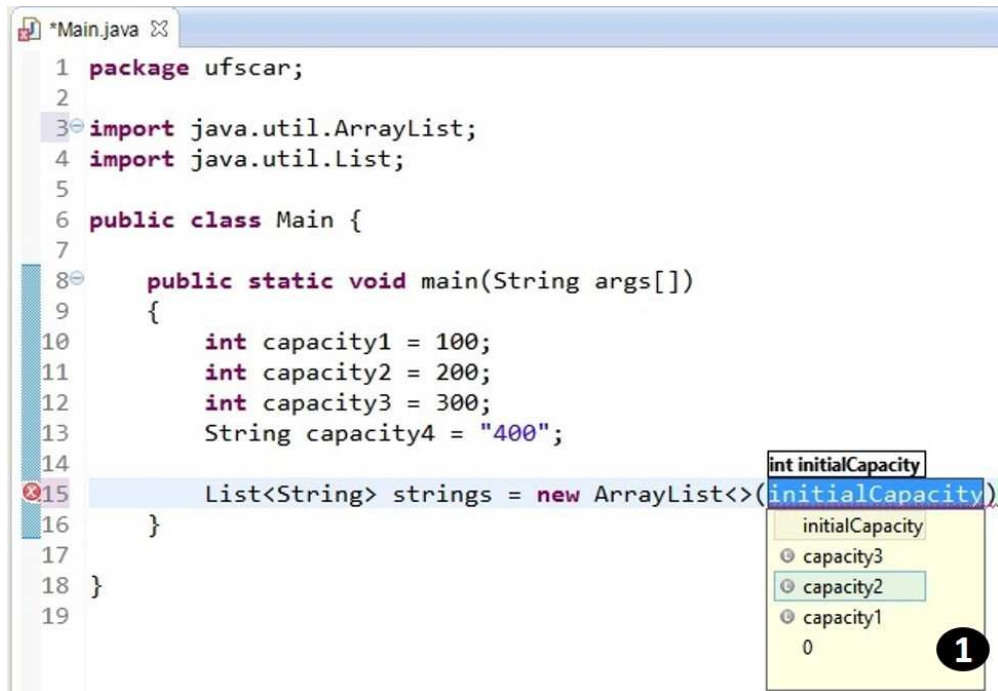 *Main.java
1 package ufscar;
2
3 import java.util.ArrayList;
4 import java.util.List;
5
6 public class Main {
7
8 public static void main(String args[])
9 {
10 int capacity1 = 100;
11 int capacity2 = 200;
12 int capacity3 = 300;
13 String capacity4 = "400";
14
int initialCapacity
15 List<String> strings = new ArrayList<>(initialCapacity)
16 }
17
18 }
19
initialCapacity
capacity3
capacity2
capacity1
0
1